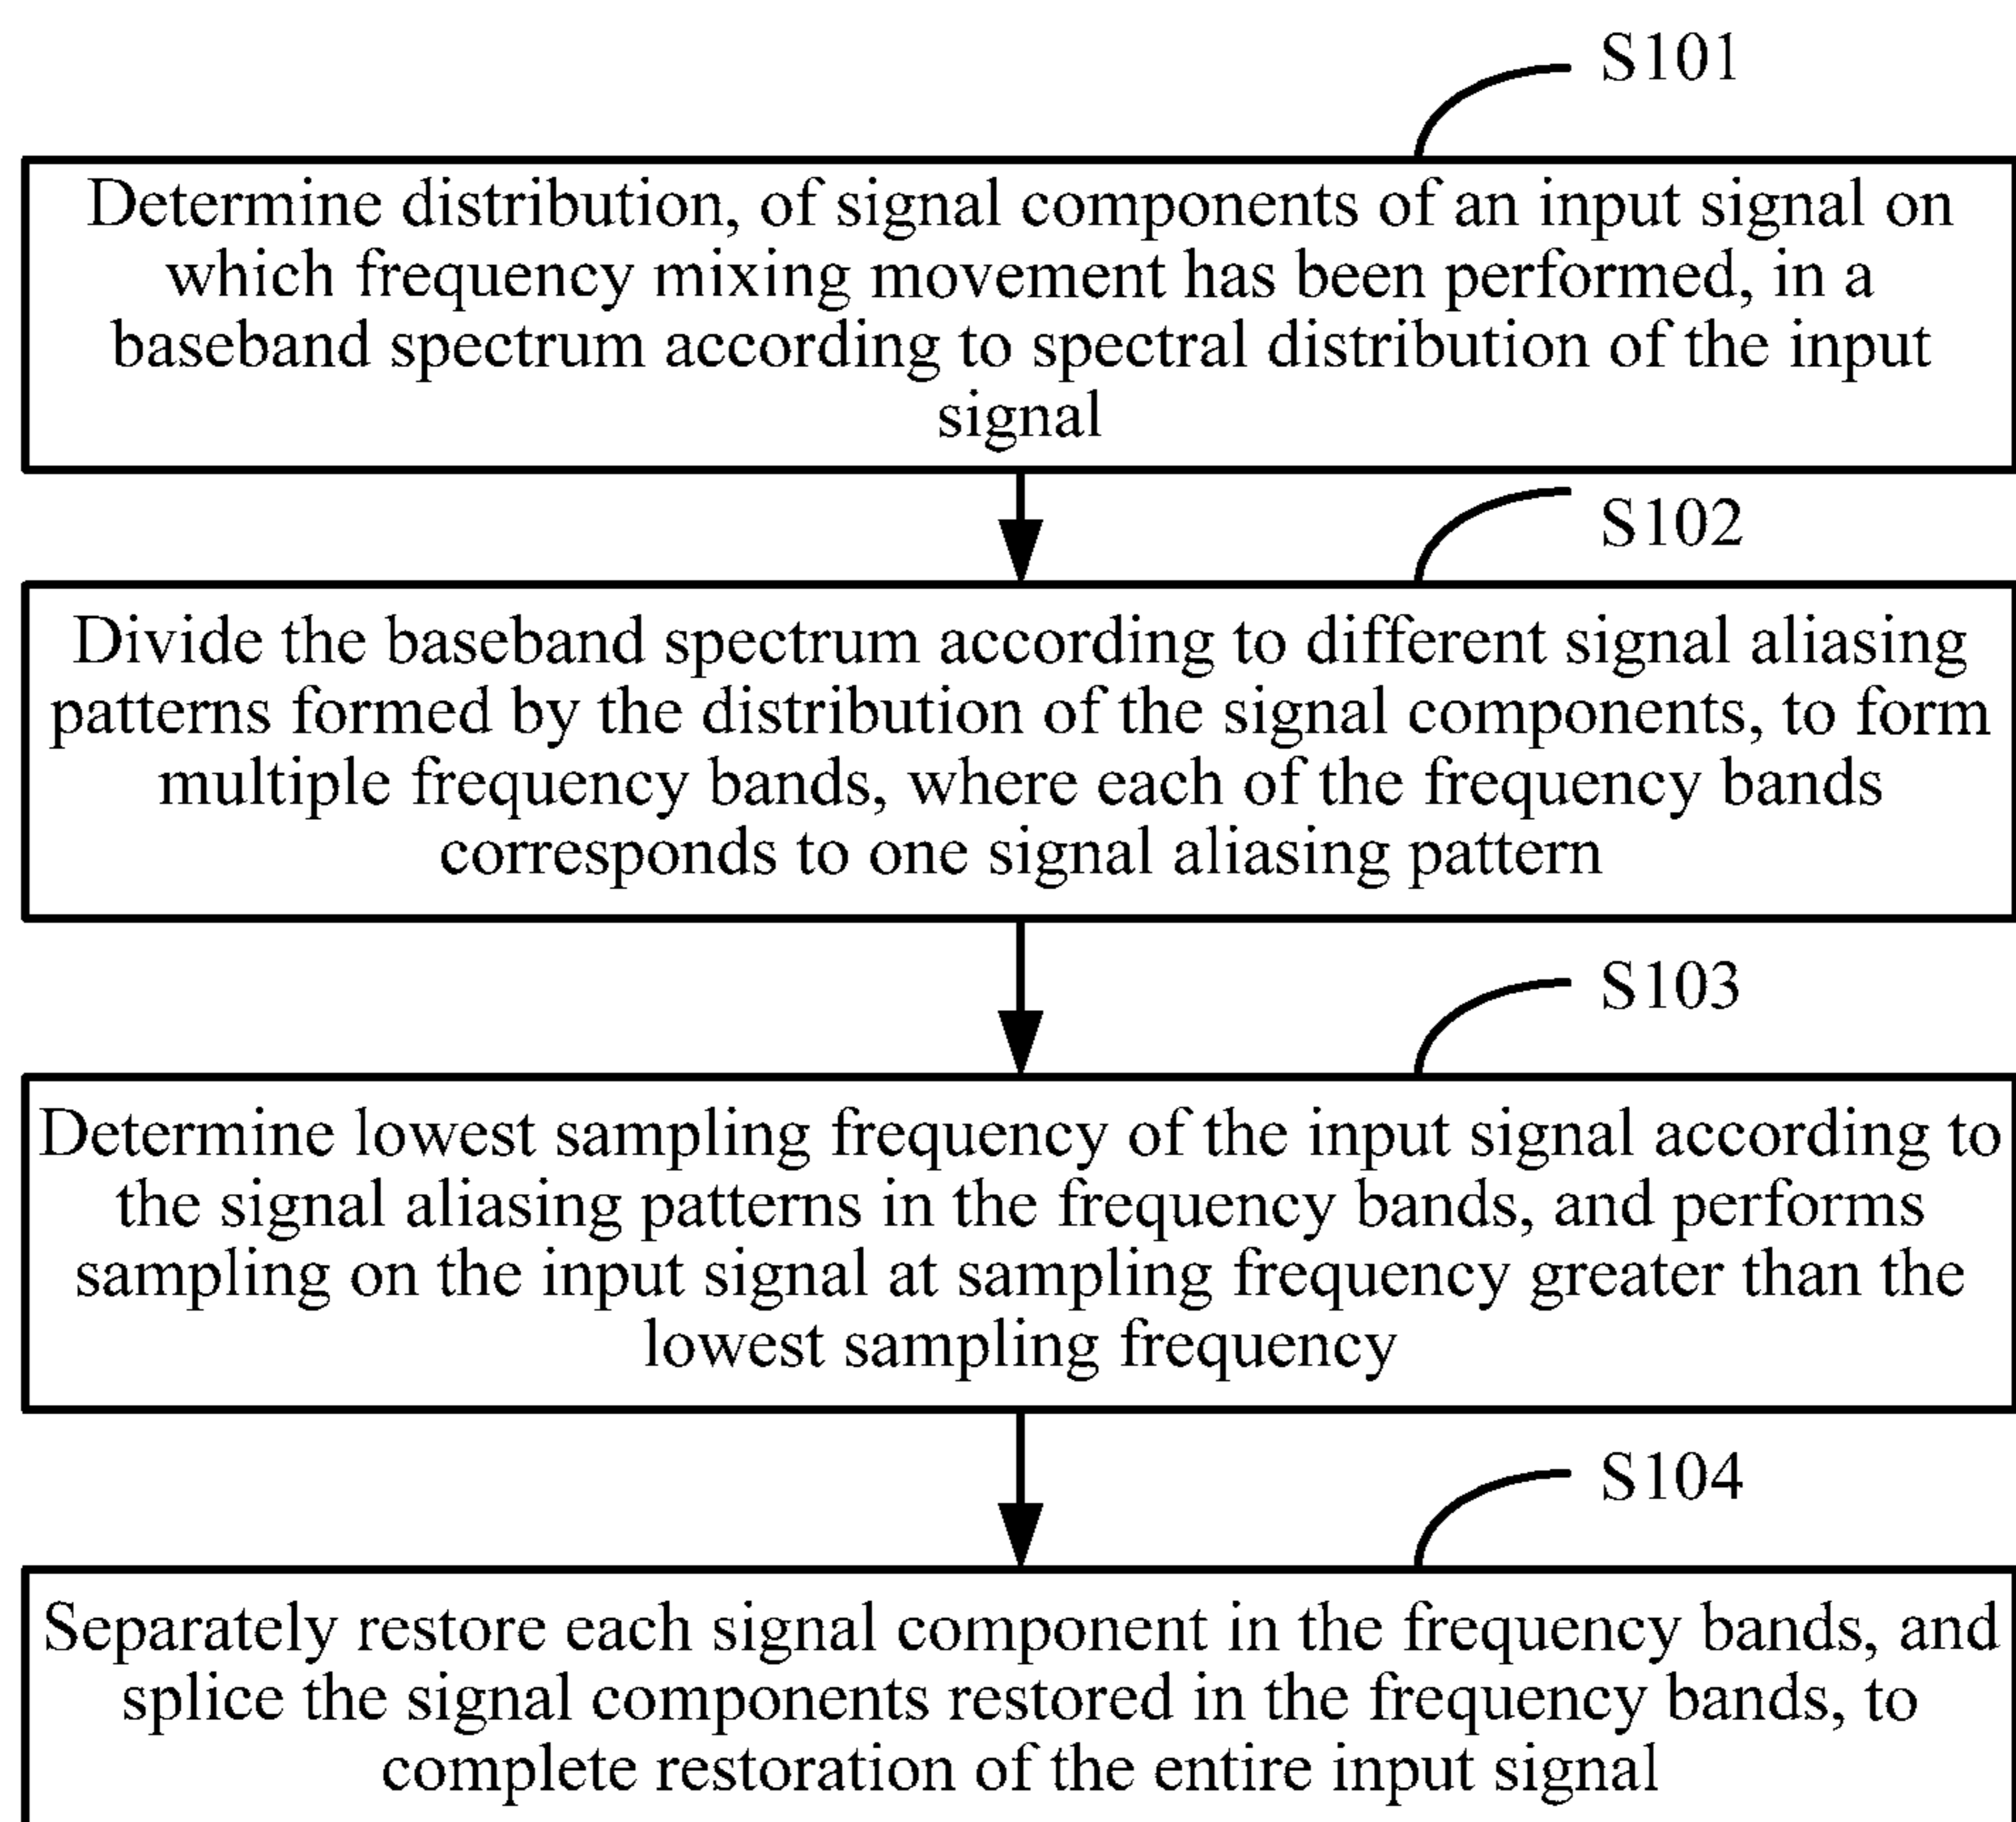 S101
Determine distribution, of signal components of an input signal on
which frequency mixing movement has been performed, in a
baseband spectrum according to spectral distribution of the input
signal
S102
Divide the baseband spectrum according to different signal aliasing
patterns formed by the distribution of the signal components, to form
multiple frequency bands, where each of the frequency bands
corresponds to one signal aliasing pattern
S103
Determine lowest sampling frequency of the input signal according to
the signal aliasing patterns in the frequency bands, and performs
sampling on the input signal at sampling frequency greater than the
lowest sampling frequency
S104
Separately restore each signal component in the frequency bands, and
splice the signal components restored in the frequency bands, to
complete restoration of the entire input signal